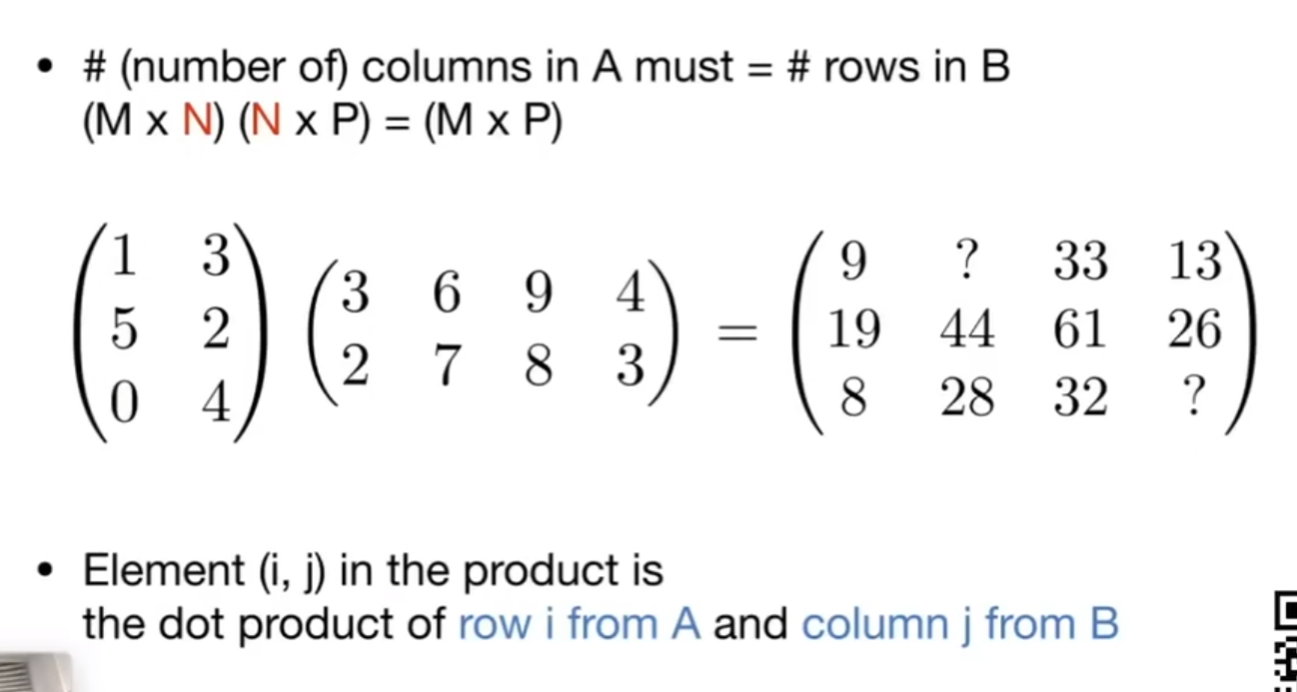 • # (number of) columns in A must = # rows in B
(M x N) (N x P) = (M x P)
1 3
5 2
0 4
3 6 9 4
2 7 8 3
=
9 ? 33 13
19 44 61 26
8 28 32 ?
• Element (i, j) in the product is
the dot product of row i from A and column j from B